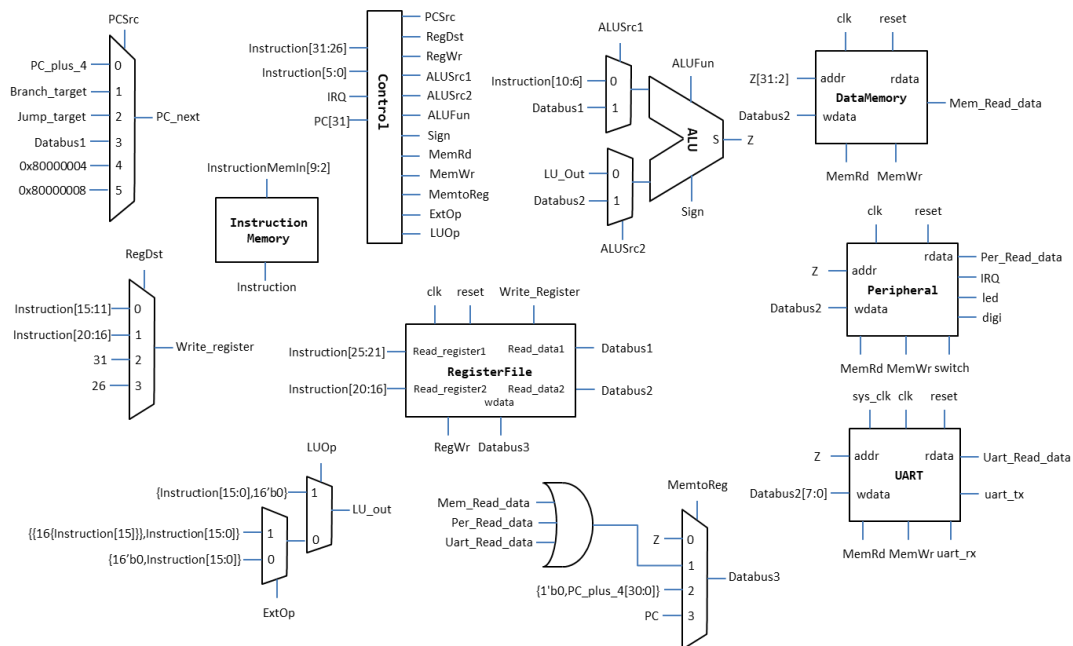 PCSrc
PC_plus_4
0
Branch_target
1
Jump_target
2
PC_next
Databus1
3
0x80000004
4
0x80000008
5
Instruction[31:26]
Instruction[5:0]
IRQ
PC[31]
Control
PCSrc
RegDst
RegWr
ALUSrc1
ALUSrc2
ALUFun
Sign
MemRd
MemWr
MemtoReg
ExtOp
LUOp
InstructionMemIn[9:2]
Instruction
Memory
Instruction
ALUSrc1
Instruction[10:6]
0
Databus1
1
ALUFun
ALU
S
Z
LU_Out
0
Databus2
1
Sign
ALUSrc2
clk
reset
Z[31:2]
addr
rdata
DataMemory
Mem_Read_data
Databus2
wdata
MemRd
MemWr
RegDst
Instruction[15:11]
0
Instruction[20:16]
1
Write_register
31
2
26
3
clk
reset
Write_Register
Instruction[25:21]
Read_register1
Read_data1
Databus1
RegisterFile
Instruction[20:16]
Read_register2
Read_data2
Databus2
wdata
RegWr
Databus3
clk
reset
rdata
Per_Read_data
Z
addr
IRQ
Peripheral
led
Databus2
wdata
digi
MemRd
MemWr
switch
sys_clk
clk
reset
Z
addr
rdata
Uart_Read_data
UART
Databus2[7:0]
wdata
uart_tx
MemRd
MemWr
uart_rx
LUOp
{Instruction[15:0],16'b0}
1
LU_out
{{16{Instruction[15]}},Instruction[15:0]}
1
0
{16'b0,Instruction[15:0]}
0
ExtOp
MemtoReg
Mem_Read_data
Per_Read_data
Uart_Read_data
Z
0
1
Databus3
{1'b0,PC_plus_4[30:0]}
2
PC
3